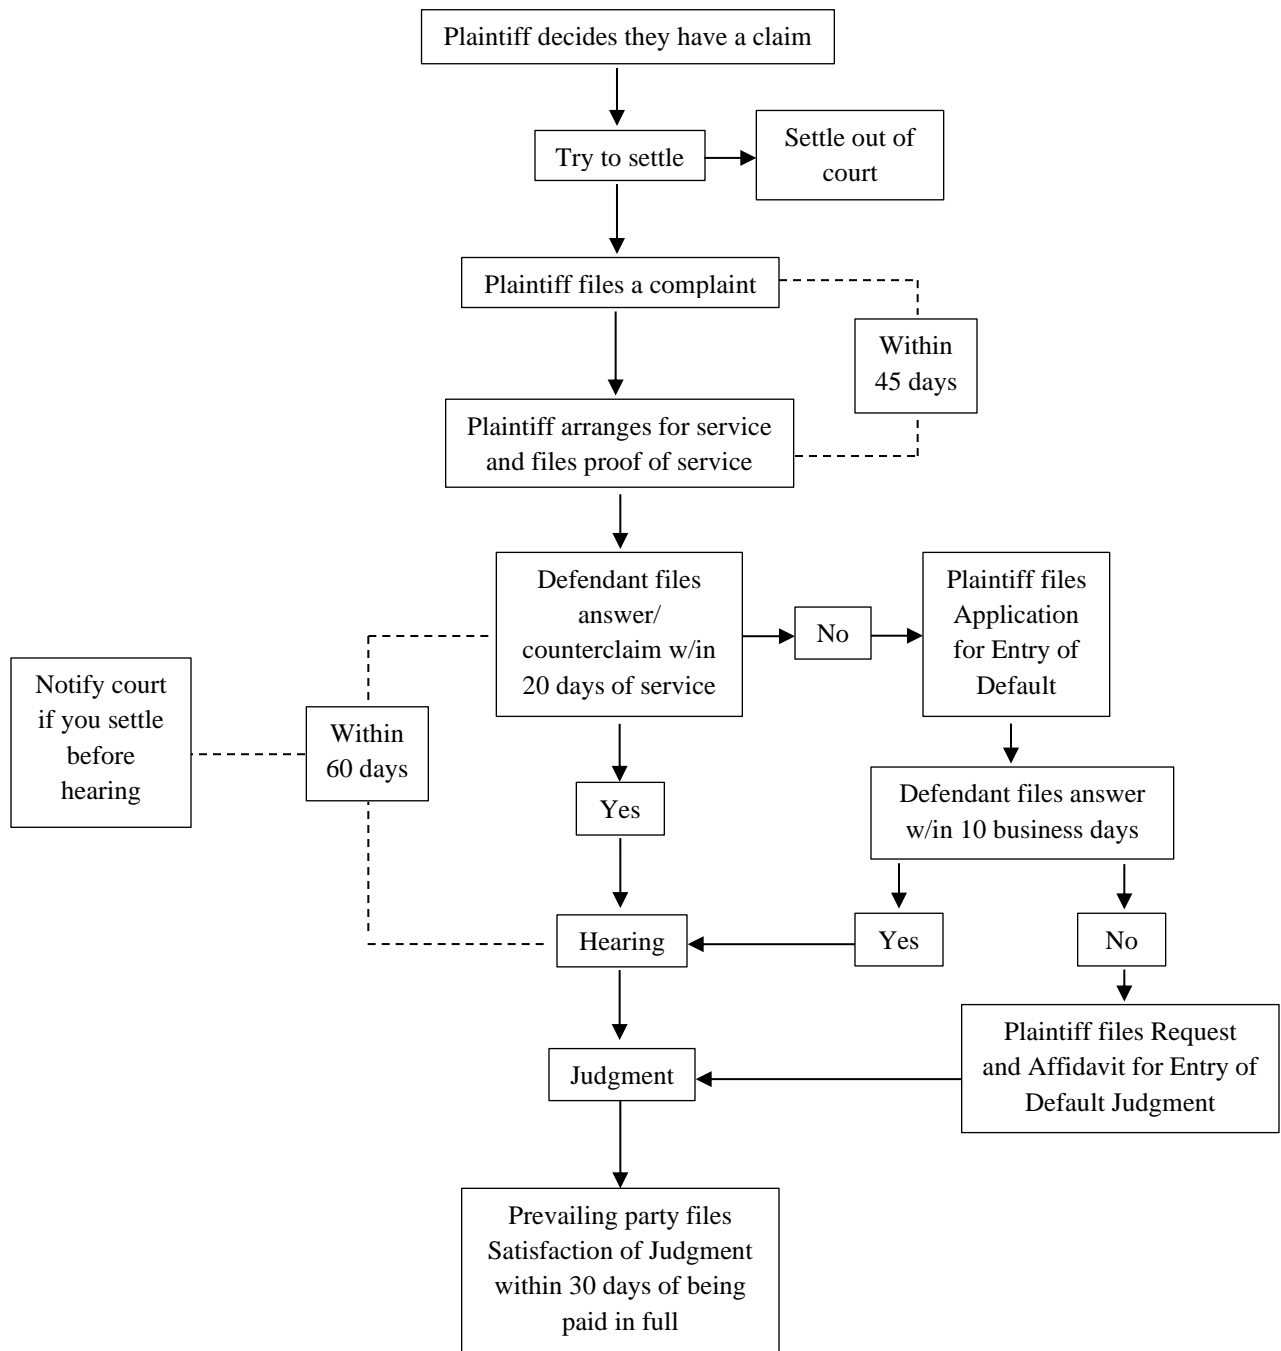 Plaintiff decides they have a claim
Try to settle
Settle out of
court
Plaintiff files a complaint
Within
45 days
Plaintiff arranges for service
and files proof of service
Defendant files
answer/
counterclaim w/in
20 days of service
No
Plaintiff files
Application
for Entry of
Default
Notify court
if you settle
before
hearing
Within
60 days
Yes
Defendant files answer
w/in 10 business days
Hearing
Yes
No
Plaintiff files Request
and Affidavit for Entry of
Default Judgment
Judgment
Prevailing party files
Satisfaction of Judgment
within 30 days of being
paid in full